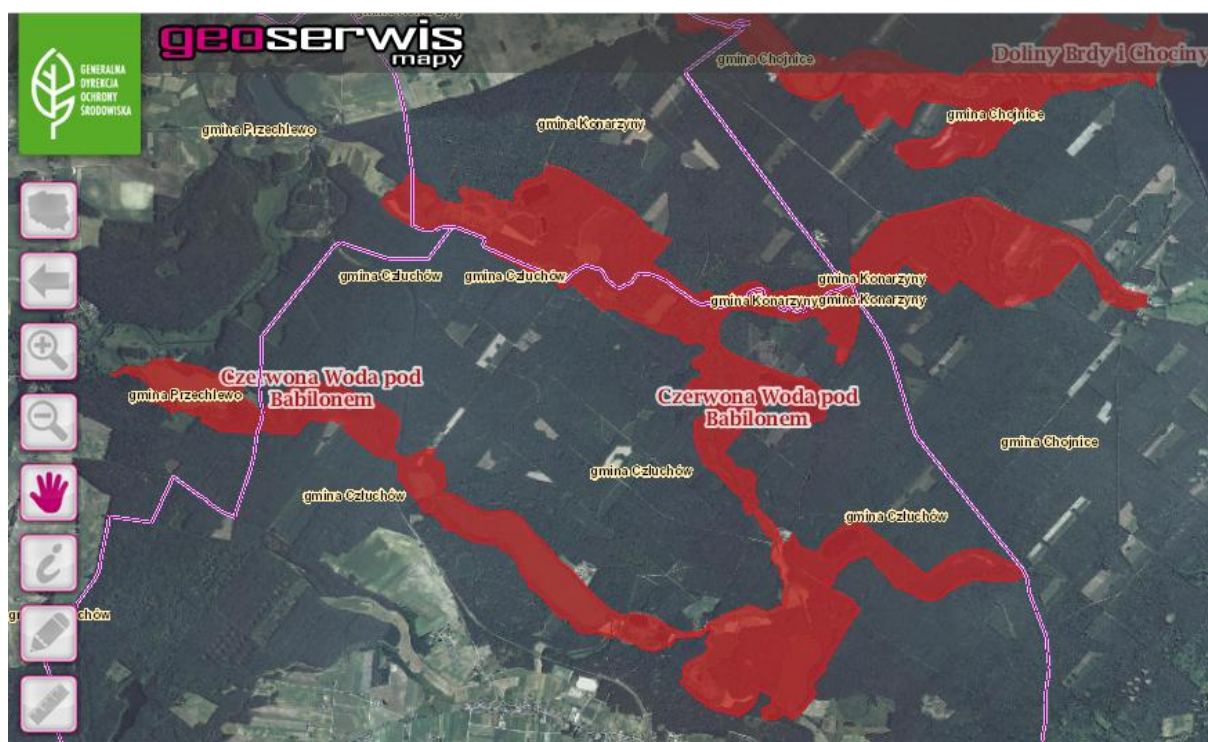 GENERALNA
DYREKCJA
OCHRONY
ŚRODOWISKA
geoserwis
mapy
gmina Chojnice
Doliny Brdy i Chociny
gmina Przechlewo
gmina Konarzyny
gmina Chojnice
gmina Człuchów
gmina Człuchów
gmina Konarzyny
gmina Konarzyny
gmina Konarzyny
Czerwona Woda pod
Babilonem
gmina Przechlewo
Czerwona Woda pod
Babilonem
gmina Chojnice
gmina Człuchów
gmina Człuchów
gmina Człuchów
chów